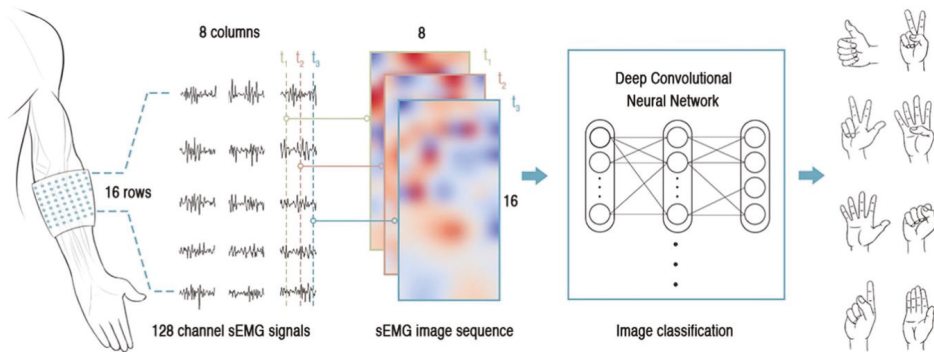 8 columns
t₁ t₂ t₃
16 rows
128 channel sEMG signals
8
t₁
t₂
t₃
16
sEMG image sequence
Deep Convolutional
Neural Network
Image classification